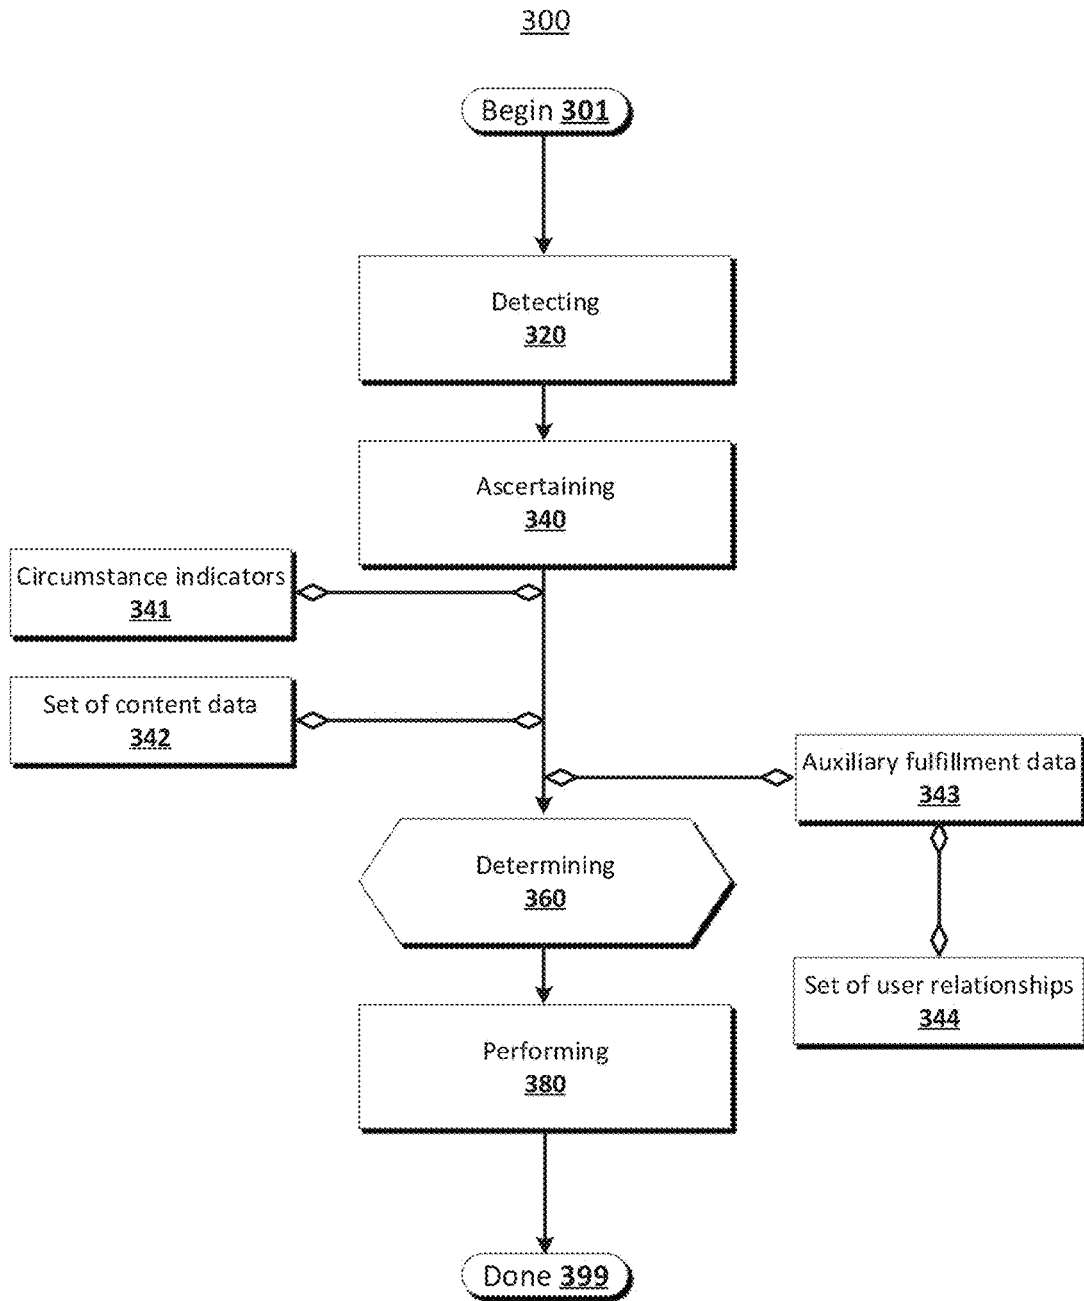 300
Begin 301
Detecting
320
Ascertaining
340
Circumstance indicators
341
Set of content data
342
Auxiliary fulfillment data
343
Determining
360
Set of user relationships
344
Performing
380
Done 399